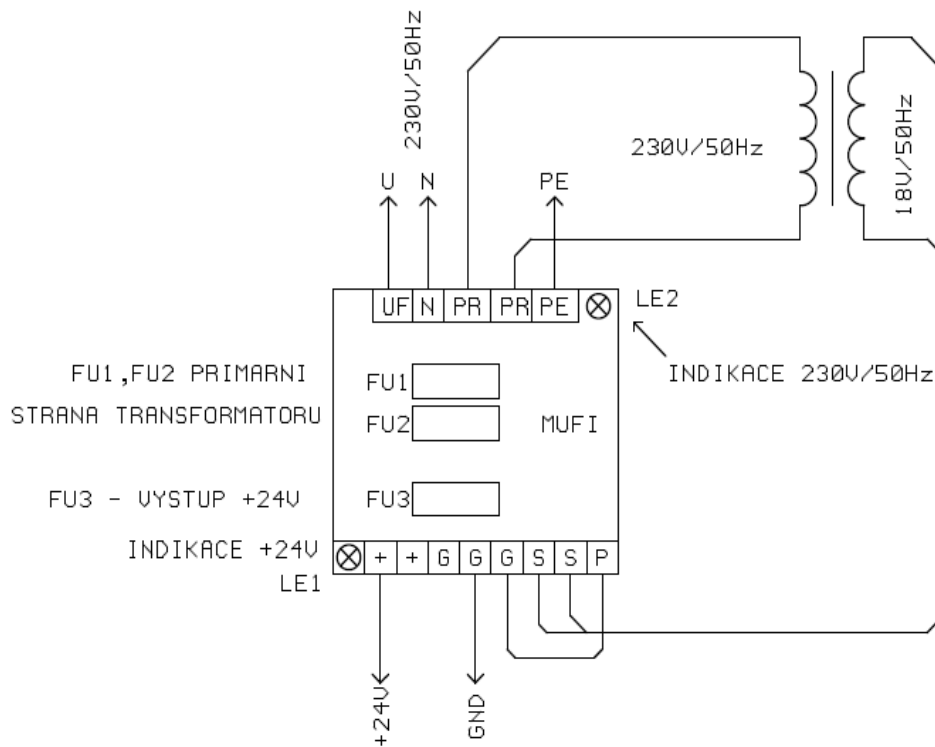 230V/50Hz
230V/50Hz
18V/50Hz
U N PE
UF N PR PR PE
LE2
INDIKACE 230V/50Hz
FU1,FU2 PRIMARNI
STRANA TRANSFORMATORU
FU1
FU2
MUFI
FU3 - VYSTUP +24V
FU3
INDIKACE +24V
LE1
+ + G G G S S P
+24V
GND